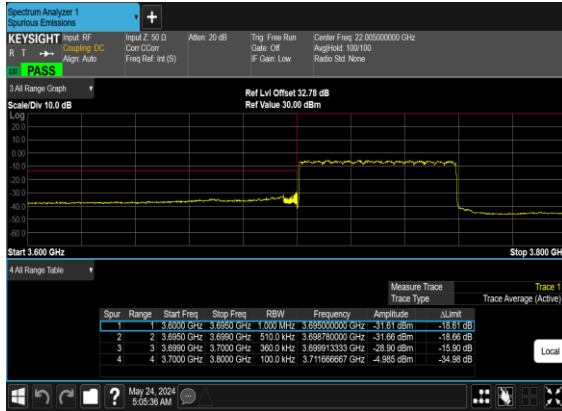 Spectrum Analyzer 1
Spurious Emissions
+
KEYSIGHT Input: RF Input Z: 50 Ω Atten: 20 dB Trig: Free Run Center Freq: 22.005000000 GHz
R T Coupling: DC Corr CCorr Gate: Off Avg|Hold: 100/100
Align: Auto Freq Ref: Int (S) IF Gain: Low Radio Std: None
PASS
3 All Range Graph
Ref Lvl Offset 32.78 dB
Scale/Div 10.0 dB Ref Value 30.00 dBm
Log
20.0
10.0
0.00
-10.0
-20.0
-30.0
-40.0
-50.0
-60.0
Start 3.600 GHz Stop 3.800 GH
4 All Range Table
Measure Trace Trace 1
Trace Type Trace Average (Active)
Spur Range Start Freq Stop Freq RBW Frequency Amplitude ΔLimit
1 1 3.6000 GHz 3.6950 GHz 1.000 MHz 3.695000000 GHz -31.61 dBm -18.61 dB
2 2 3.6950 GHz 3.6990 GHz 510.0 kHz 3.698780000 GHz -31.66 dBm -18.66 dB
3 3 3.6990 GHz 3.7000 GHz 360.0 kHz 3.699913333 GHz -28.90 dBm -15.90 dB
4 4 3.7000 GHz 3.8000 GHz 100.0 kHz 3.711666667 GHz -4.985 dBm -34.98 dB
Local
? May 24, 2024
5:05:36 AM